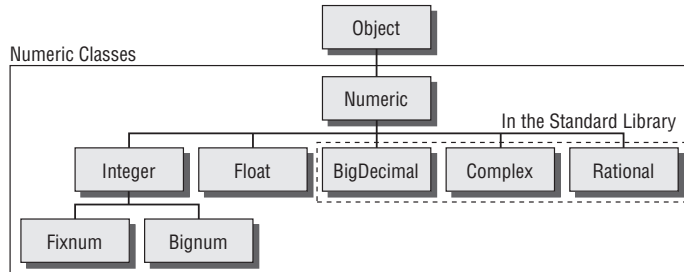 Object
Numeric Classes
Numeric
In the Standard Library
Integer Float BigDecimal Complex Rational
Fixnum Bignum